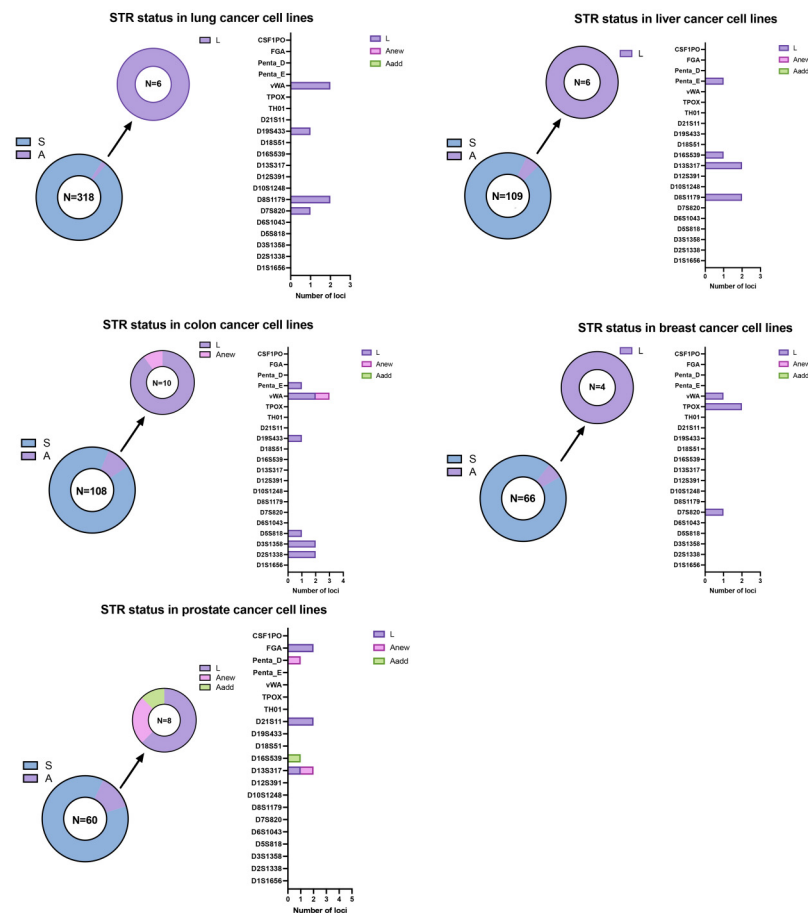 STR status in lung cancer cell lines
L
N=6
S
A
N=318
L
Anew
Aadd
CSF1PO
FGA
Penta_D
Penta_E
vWA
TPOX
TH01
D21S11
D19S433
D18S51
D16S539
D13S317
D12S391
D10S1248
D8S1179
D7S820
D6S1043
D5S818
D3S1358
D2S1338
D1S1656
0 1 2 3
Number of loci
STR status in liver cancer cell lines
L
N=6
S
A
N=109
L
Anew
Aadd
CSF1PO
FGA
Penta_D
Penta_E
vWA
TPOX
TH01
D21S11
D19S433
D18S51
D16S539
D13S317
D12S391
D10S1248
D8S1179
D7S820
D6S1043
D5S818
D3S1358
D2S1338
D1S1656
0 1 2 3
Number of loci
STR status in colon cancer cell lines
L
Anew
N=10
S
A
N=108
L
Anew
Aadd
CSF1PO
FGA
Penta_D
Penta_E
vWA
TPOX
TH01
D21S11
D19S433
D18S51
D16S539
D13S317
D12S391
D10S1248
D8S1179
D7S820
D6S1043
D5S818
D3S1358
D2S1338
D1S1656
0 1 2 3 4
Number of loci
STR status in breast cancer cell lines
L
N=4
S
A
N=66
L
Anew
Aadd
CSF1PO
FGA
Penta_D
Penta_E
vWA
TPOX
TH01
D21S11
D19S433
D18S51
D16S539
D13S317
D12S391
D10S1248
D8S1179
D7S820
D6S1043
D5S818
D3S1358
D2S1338
D1S1656
0 1 2 3
Number of loci
STR status in prostate cancer cell lines
L
Anew
Aadd
N=8
S
A
N=60
L
Anew
Aadd
CSF1PO
FGA
Penta_D
Penta_E
vWA
TPOX
TH01
D21S11
D19S433
D18S51
D16S539
D13S317
D12S391
D10S1248
D8S1179
D7S820
D6S1043
D5S818
D3S1358
D2S1338
D1S1656
0 1 2 3 4 5
Number of loci